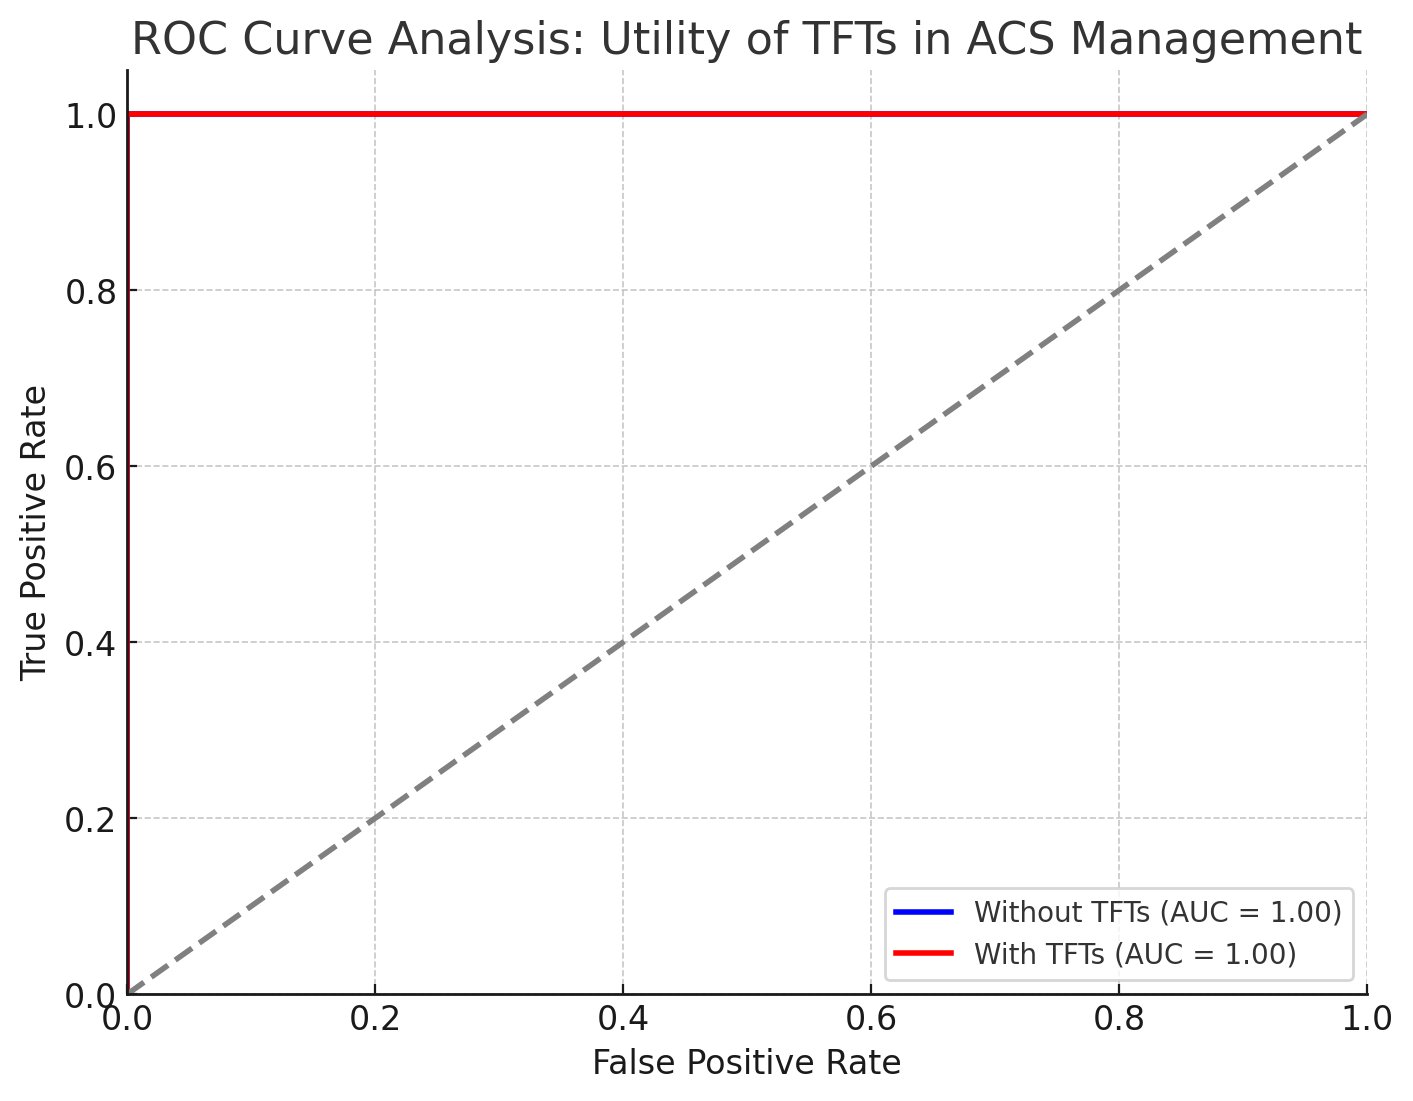 ROC Curve Analysis: Utility of TFTs in ACS Management
True Positive Rate
1.0
0.8
0.6
0.4
0.2
0.0
0.0 0.2 0.4 0.6 0.8 1.0
False Positive Rate
Without TFTs (AUC = 1.00)
With TFTs (AUC = 1.00)